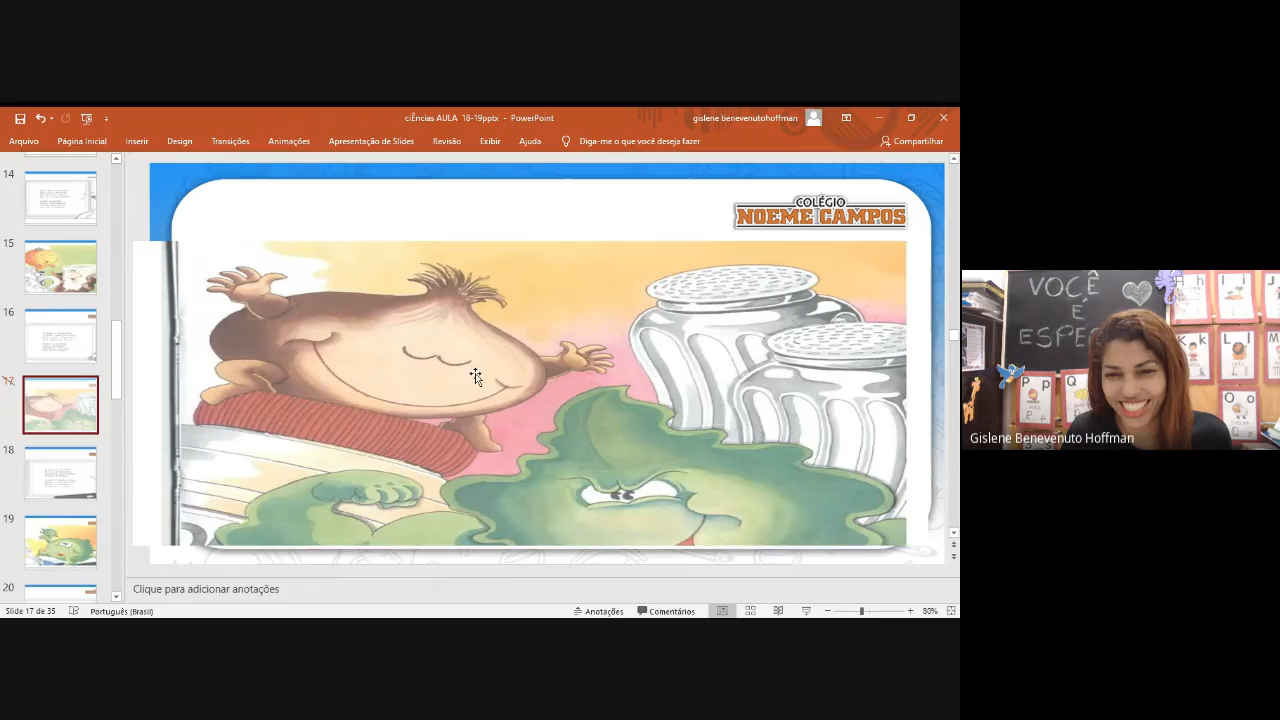 ciÊncias AULA 18-19pptx - PowerPoint
gislene benevenutohoffman
Arquivo Página Inicial Inserir Design Transições Animações Apresentação de Slides Revisão Exibir Ajuda Diga-me o que você deseja fazer Compartilhar
14
15
16
17
18
19
20
COLÉGIO
NOEME CAMPOS
Clique para adicionar anotações
Slide 17 de 35 Português (Brasil) Anotações Comentários 80%
VOCÊ
É
ESPE
h I i
K k L l
P p Q
O o
Gislene Benevenuto Hoffman